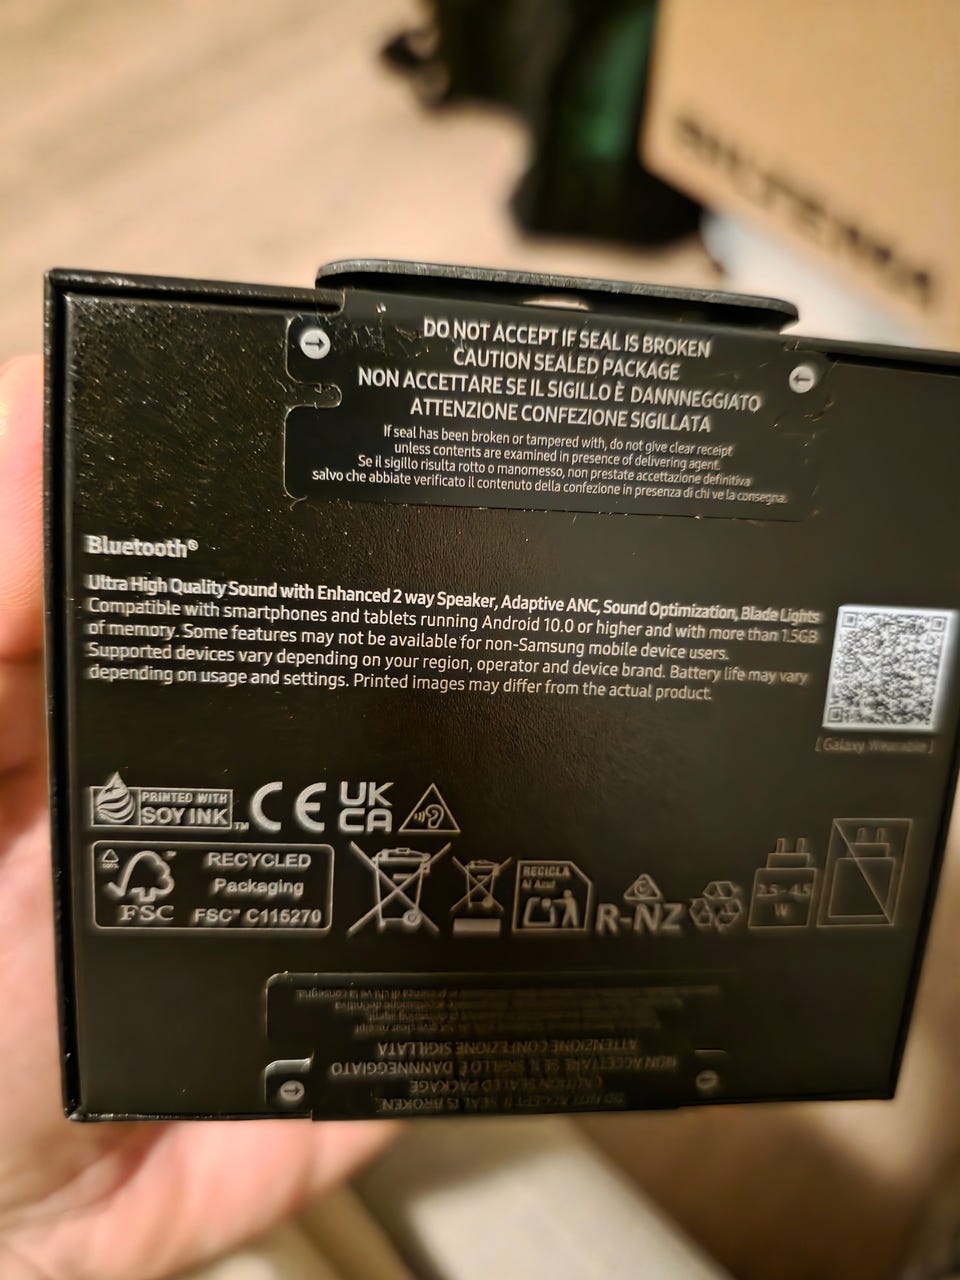 DO NOT ACCEPT IF SEAL IS BROKEN
CAUTION SEALED PACKAGE
NON ACCETTARE SE IL SIGILLO È DANNNEGGIATO
ATTENZIONE CONFEZIONE SIGILLATA
If seal has been broken or tampered with, do not give clear receipt
unless contents are examined in presence of delivering agent.
Se il sigillo risulta rotto o manomesso, non prestate accettazione definitiva
salvo che abbiate verificato il contenuto della confezione in presenza di chi ve la consegna.
Bluetooth®
Ultra High Quality Sound with Enhanced 2 way Speaker, Adaptive ANC, Sound Optimization, Blade Lights
Compatible with smartphones and tablets running Android 10.0 or higher and with more than 1.5GB
of memory. Some features may not be available for non-Samsung mobile device users.
Supported devices vary depending on your region, operator and device brand. Battery life may vary
depending on usage and settings. Printed images may differ from the actual product.
[ Galaxy Wearable ]
PRINTED WITH
SOY INK™
CE
UK
CA
RECYCLED
Packaging
FSC™ C115270
FSC
RECICLA
Al Azul
R-NZ
2.5 - 4.5
W
DO NOT ACCEPT IF SEAL IS BROKEN
CAUTION SEALED PACKAGE
NON ACCETTARE SE IL SIGILLO È DANNNEGGIATO
ATTENZIONE CONFEZIONE SIGILLATA